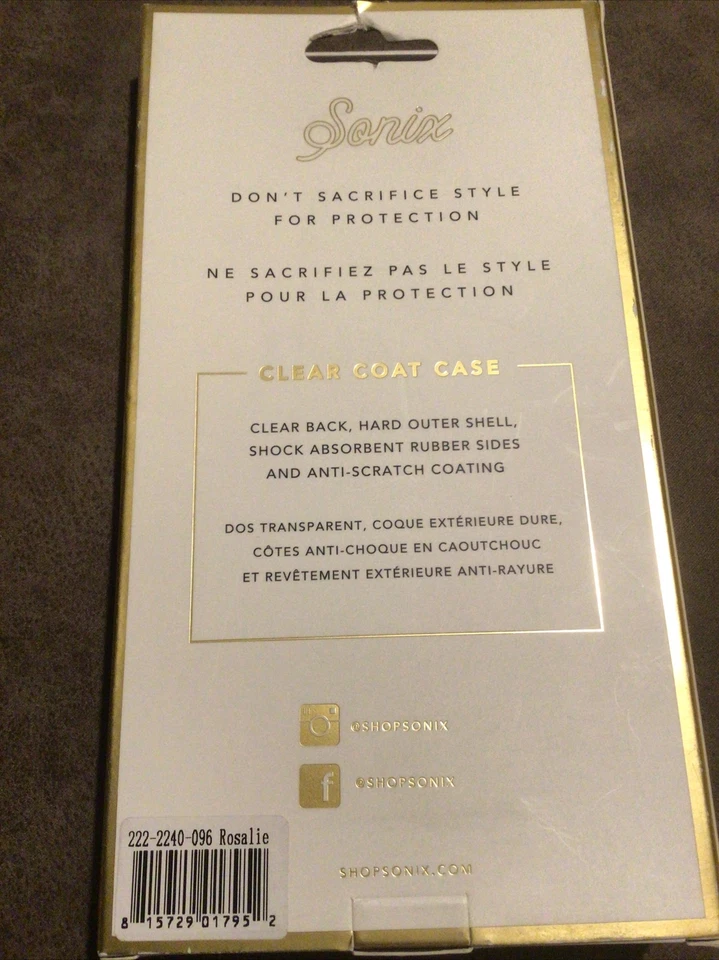 Sonix
DON'T SACRIFICE STYLE
FOR PROTECTION
NE SACRIFIEZ PAS LE STYLE
POUR LA PROTECTION
CLEAR COAT CASE
CLEAR BACK, HARD OUTER SHELL,
SHOCK ABSORBENT RUBBER SIDES
AND ANTI-SCRATCH COATING
DOS TRANSPARENT, COQUE EXTÉRIEURE DURE,
CÔTES ANTI-CHOQUE EN CAOUTCHOUC
ET REVÊTEMENT EXTÉRIEURE ANTI-RAYURE
@SHOPSONIX
f
@SHOPSONIX
222-2240-096 Rosalie
8 15729 01795 2
SHOPSONIX.COM